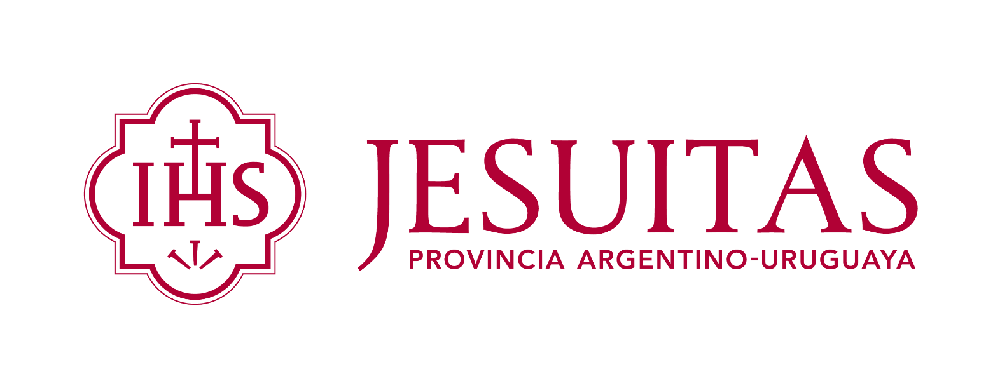 IHS
JESUITAS
PROVINCIA ARGENTINO-URUGUAYA